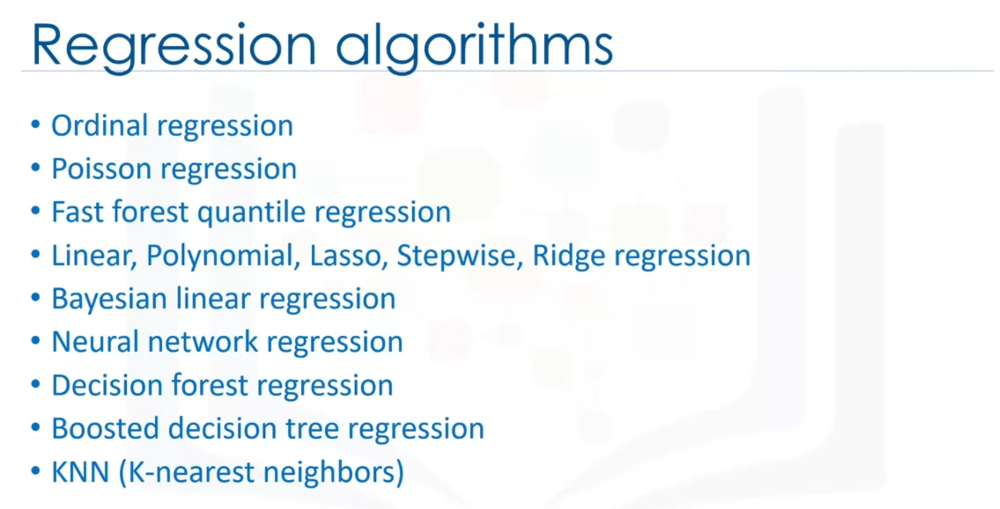 Regression algorithms
• Ordinal regression
• Poisson regression
• Fast forest quantile regression
• Linear, Polynomial, Lasso, Stepwise, Ridge regression
• Bayesian linear regression
• Neural network regression
• Decision forest regression
• Boosted decision tree regression
• KNN (K-nearest neighbors)